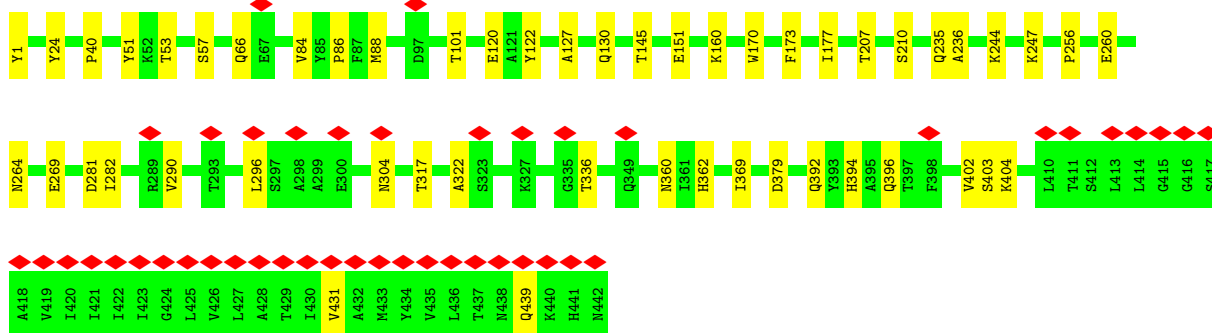 Y1 Y24 P40 Y51 K52 T53 S57 Q66 E67 V84 Y85 P86 F87 M88 D97 T101 E120 A121 Y122 A127 Q130 T145 E151 K160 W170 F173 I177 T207 S210 Q235 A236 K244 K247 P256 E260
N264 E269 D281 I282 R289 V290 T293 L296 S297 A298 A299 E300 N304 T317 A322 S323 K327 G335 T336 Q349 N360 I361 H362 I369 D379 Q392 Y393 H394 A395 Q396 T397 F398 V402 S403 K404 L410 T411 S412 L413 L414 G415 G416 S417
A418 V419 I420 I421 I422 I423 G424 L425 V426 L427 A428 T429 I430 V431 A432 M433 Y434 V435 L436 T437 N438 Q439 K440 H441 N442